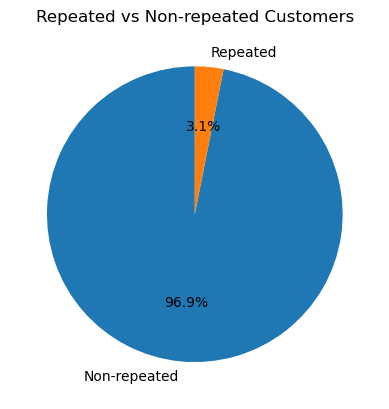 Repeated vs Non-repeated Customers
Repeated
3.1%
96.9%
Non-repeated